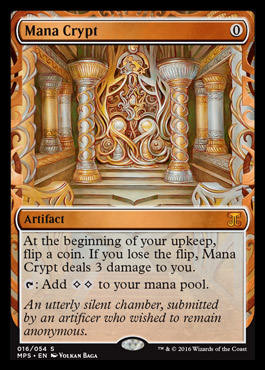 Mana Crypt 0
Artifact
At the beginning of your upkeep,
flip a coin. If you lose the flip, Mana
Crypt deals 3 damage to you.
: Add ◇◇ to your mana pool.
An utterly silent chamber, submitted
by an artificer who wished to remain
anonymous.
016/054 S
MPS • EN VOLKAN BAGA
™ & © 2016 Wizards of the Coast